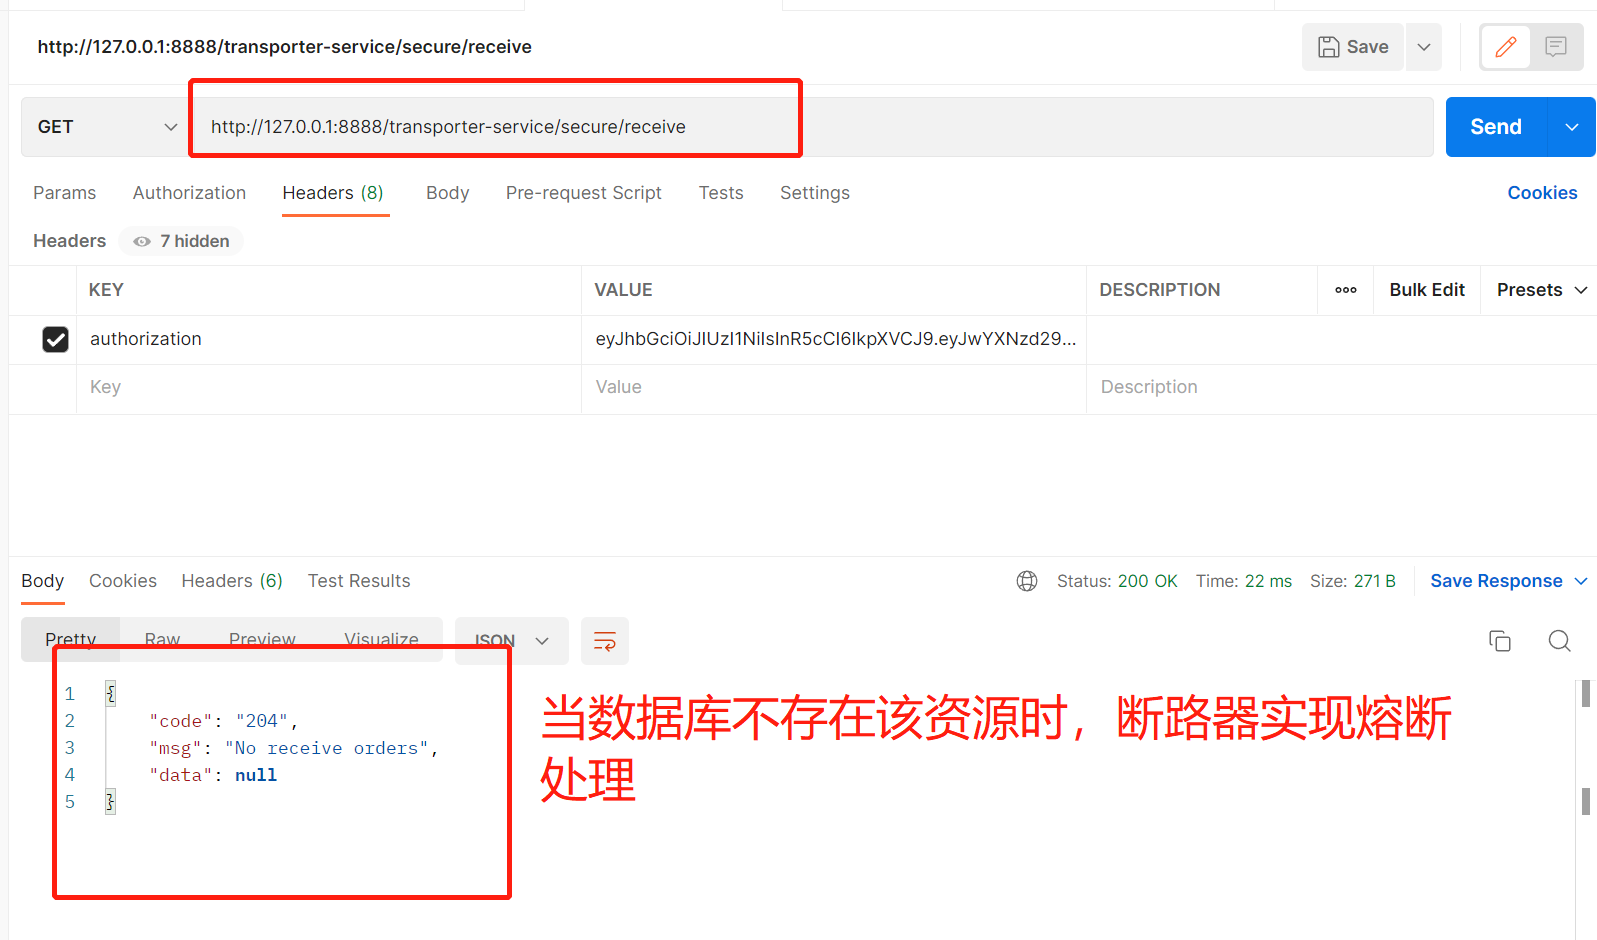 http://127.0.0.1:8888/transporter-service/secure/receive
Save
GET
http://127.0.0.1:8888/transporter-service/secure/receive
Send
Params Authorization Headers (8) Body Pre-request Script Tests Settings Cookies
Headers 7 hidden
KEY VALUE DESCRIPTION Bulk Edit Presets
authorization eyJhbGciOiJIUzI1NiIsInR5cCI6IkpXVCJ9.eyJwYXNzd29...
Key Value Description
Body Cookies Headers (6) Test Results Status: 200 OK Time: 22 ms Size: 271 B Save Response
Pretty Raw Preview Visualize JSON
1 {
2 "code": "204",
3 "msg": "No receive orders",
4 "data": null
5 }
当数据库不存在该资源时，断路器实现熔断
处理